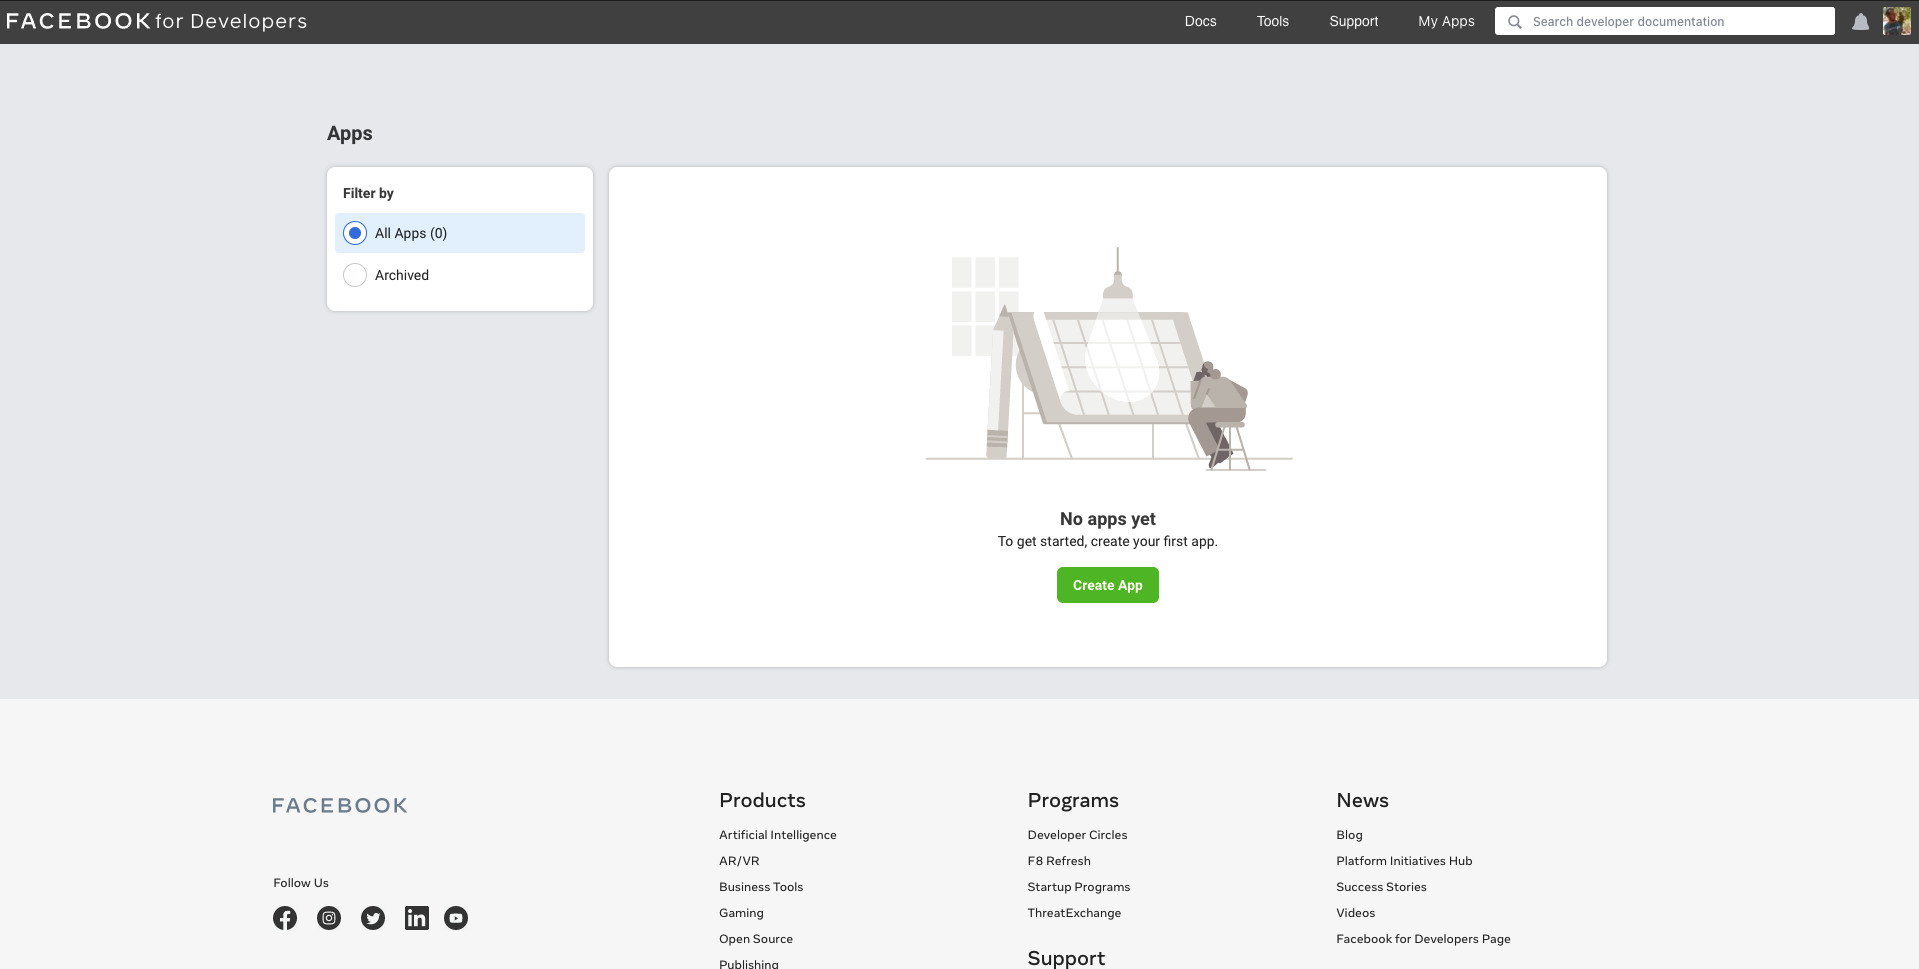 FACEBOOK for Developers
Docs
Tools
Support
My Apps
Search developer documentation
Apps
Filter by
All Apps (0)
Archived
No apps yet
To get started, create your first app.
Create App
FACEBOOK
Follow Us
Products
Artificial Intelligence
AR/VR
Business Tools
Gaming
Open Source
Publishing
Programs
Developer Circles
F8 Refresh
Startup Programs
ThreatExchange
Support
News
Blog
Platform Initiatives Hub
Success Stories
Videos
Facebook for Developers Page